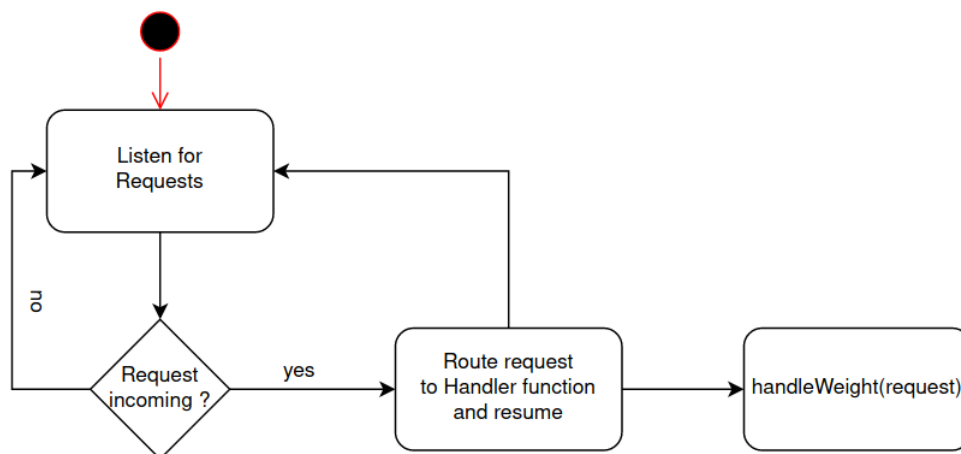 Listen for
Requests
no
Request
incoming ?
yes
Route request
to Handler function
and resume
handleWeight(request)